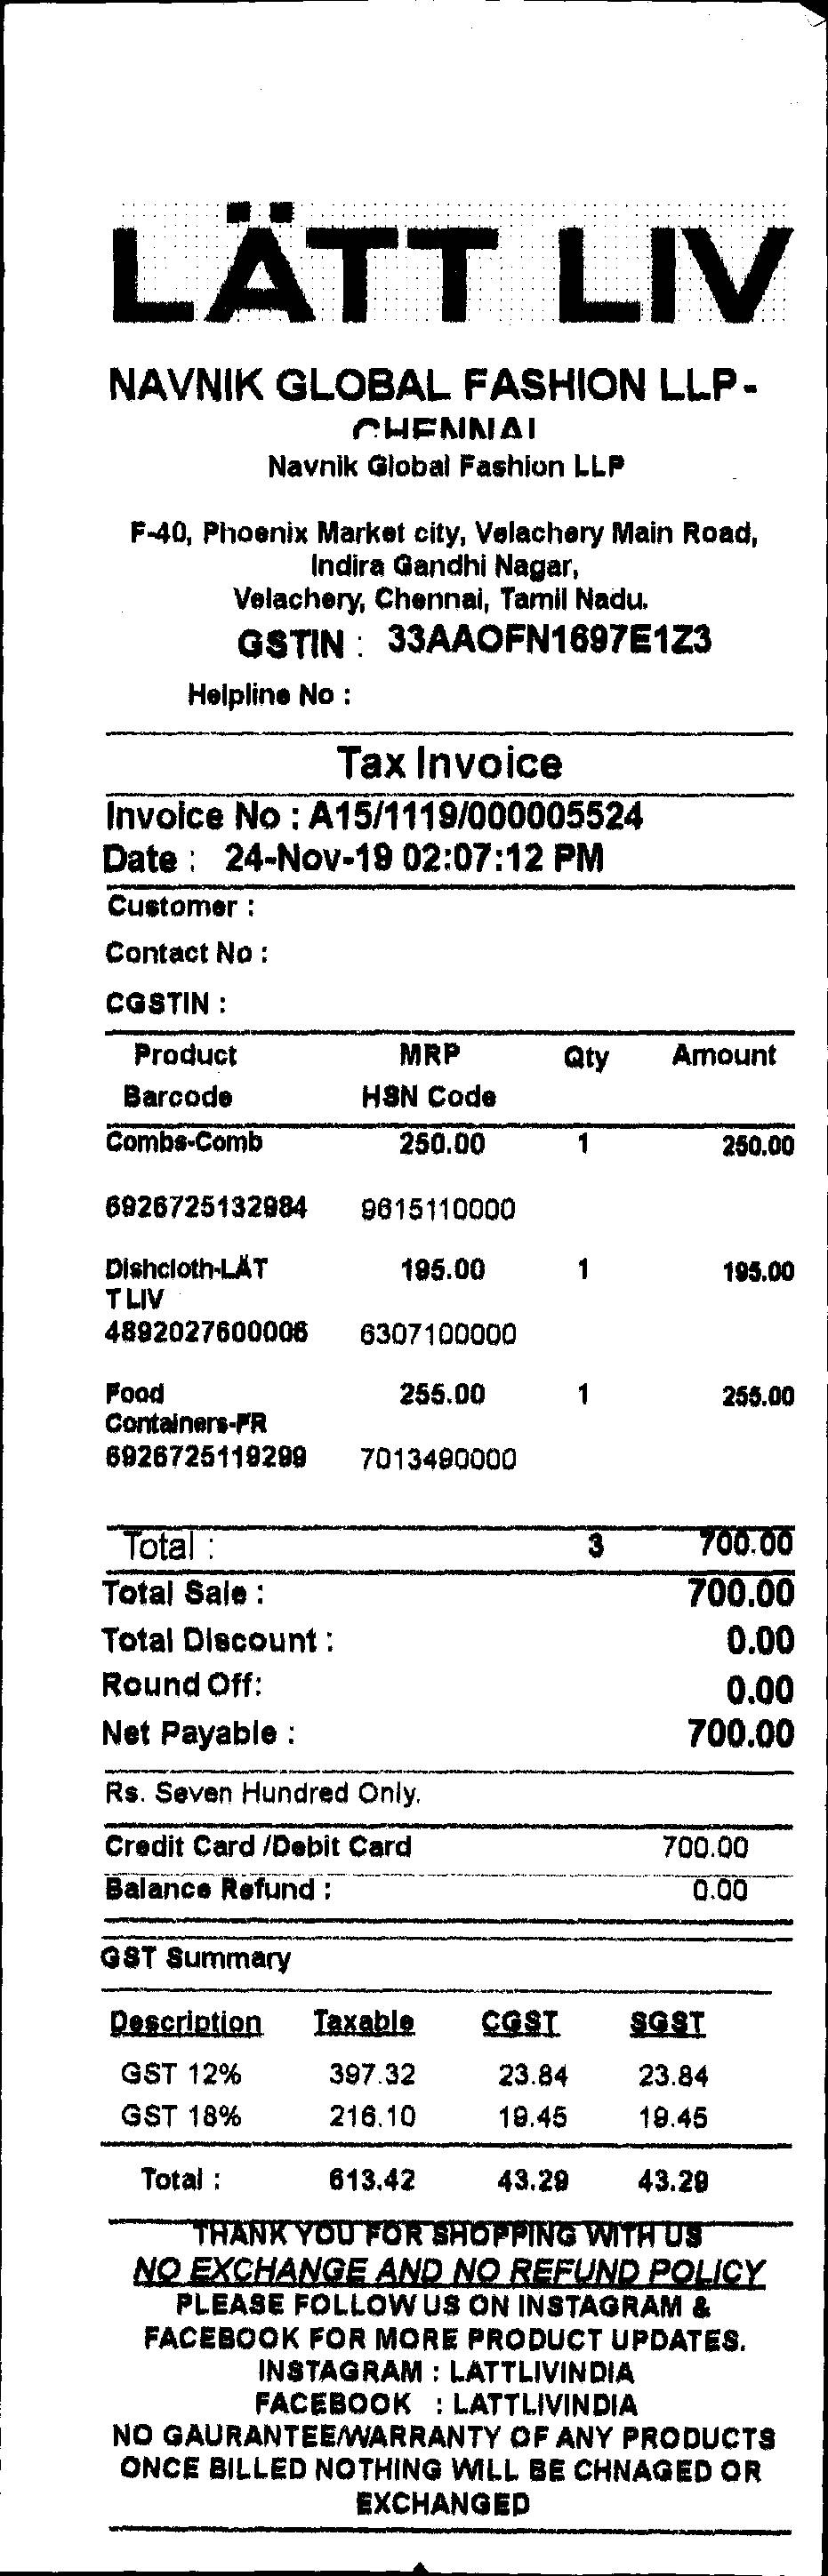 LÄTT LIV
NAVNIK GLOBAL FASHION LLP-
CHENNAI
Navnik Global Fashion LLP
F-40, Phoenix Market city, Velachery Main Road,
Indira Gandhi Nagar,
Velachery, Chennai, Tamil Nadu.
GSTIN : 33AAOFN1697E1Z3
Helpline No :
Tax Invoice
Invoice No : A15/1119/000005524
Date : 24-Nov-19 02:07:12 PM
Customer :
Contact No :
CGSTIN :
Product MRP Qty Amount
Barcode HSN Code
Combs-Comb 250.00 1 250.00
6926725132984 9615110000
Dishcloth-LÄT 195.00 1 195.00
T LIV
4892027600006 6307100000
Food 255.00 1 255.00
Containers-FR
6926725119299 7013490000
Total : 3 700.00
Total Sale : 700.00
Total Discount : 0.00
Round Off: 0.00
Net Payable : 700.00
Rs. Seven Hundred Only.
Credit Card /Debit Card 700.00
Balance Refund : 0.00
GST Summary
Description Taxable CGST SGST
GST 12% 397.32 23.84 23.84
GST 18% 216.10 19.45 19.45
Total : 613.42 43.29 43.29
THANK YOU FOR SHOPPING WITH US
NO EXCHANGE AND NO REFUND POLICY
PLEASE FOLLOW US ON INSTAGRAM &
FACEBOOK FOR MORE PRODUCT UPDATES.
INSTAGRAM : LATTLIVINDIA
FACEBOOK : LATTLIVINDIA
NO GAURANTEE/WARRANTY OF ANY PRODUCTS
ONCE BILLED NOTHING WILL BE CHNAGED OR
EXCHANGED